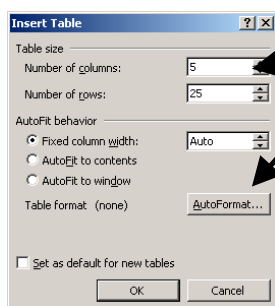 Insert Table
Table size
Number of columns: 5
Number of rows: 25
AutoFit behavior
Fixed column width: Auto
AutoFit to contents
AutoFit to window
Table format (none) AutoFormat...
Set as default for new tables
OK Cancel